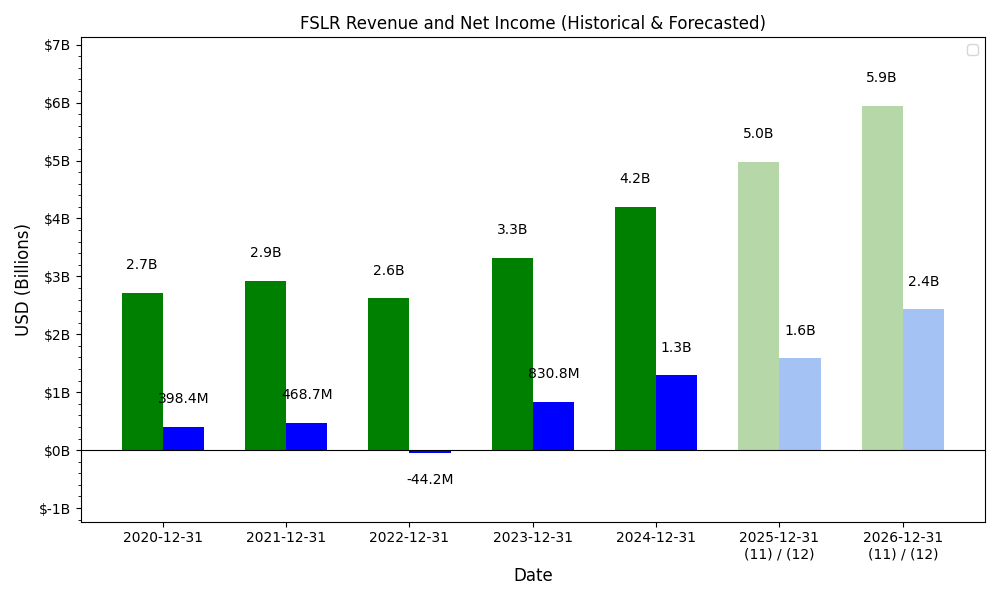 FSLR Revenue and Net Income (Historical & Forecasted)
$7B
$6B
$5B
$4B
$3B
$2B
$1B
$0B
$-1B
USD (Billions)
2.7B
398.4M
2.9B
468.7M
2.6B
-44.2M
3.3B
830.8M
4.2B
1.3B
5.0B
1.6B
5.9B
2.4B
2020-12-31
2021-12-31
2022-12-31
2023-12-31
2024-12-31
2025-12-31
(11) / (12)
2026-12-31
(11) / (12)
Date